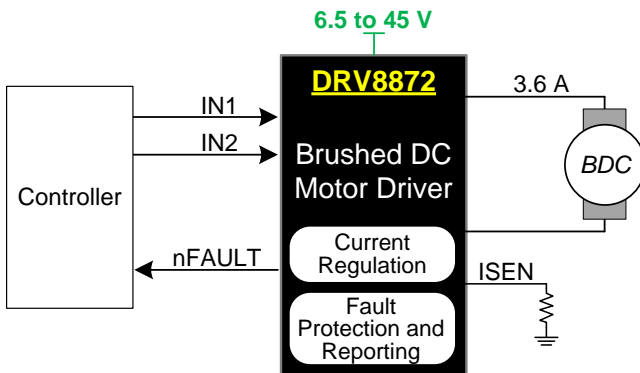 6.5 to 45 V
DRV8872
3.6 A
IN1
IN2
Brushed DC
Motor Driver
BDC
Controller
nFAULT
Current
Regulation
ISEN
Fault
Protection and
Reporting